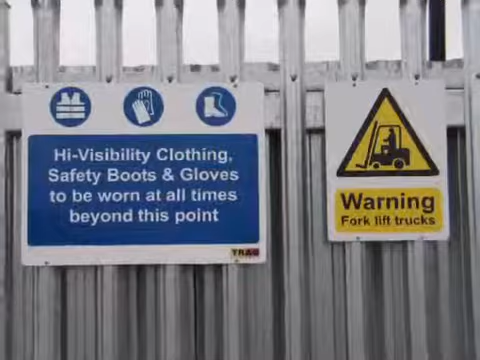 Hi-Visibility Clothing,
Safety Boots & Gloves
to be worn at all times
beyond this point
Warning
Fork lift trucks